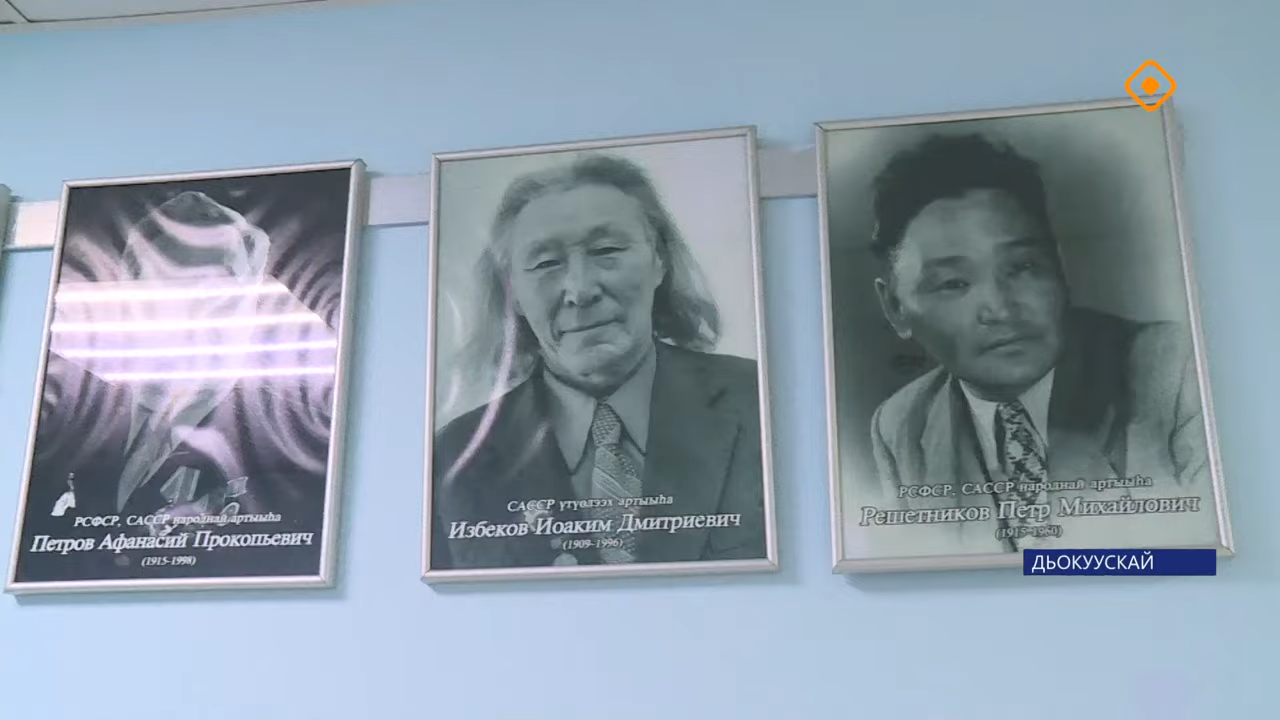 РСФСР, САССР народнай артыыһа
Петров Афанасий Прокопьевич
(1915-1998)
САССР үтүөлээх артыыһа
Избеков Иоаким Дмитриевич
(1909-1996)
РСФСР, САССР народнай артыыһа
Решетников Петр Михайлович
ДЬОКУУСКАЙ